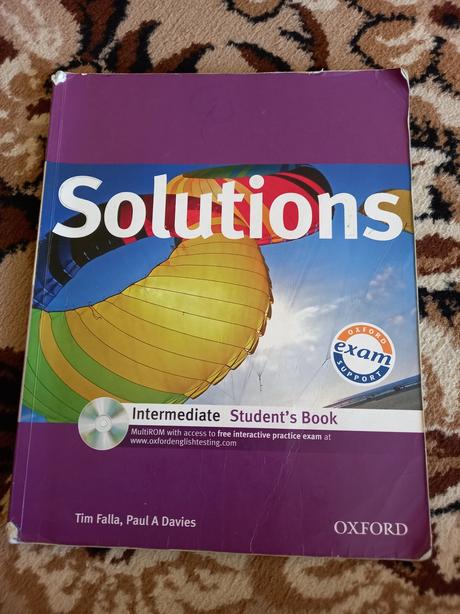 Solutions
OXFORD
exam
SUPPORT
Intermediate Student's Book
MultiROM with access to free interactive practice exam at
www.oxfordenglishtesting.com
Tim Falla, Paul A Davies
OXFORD